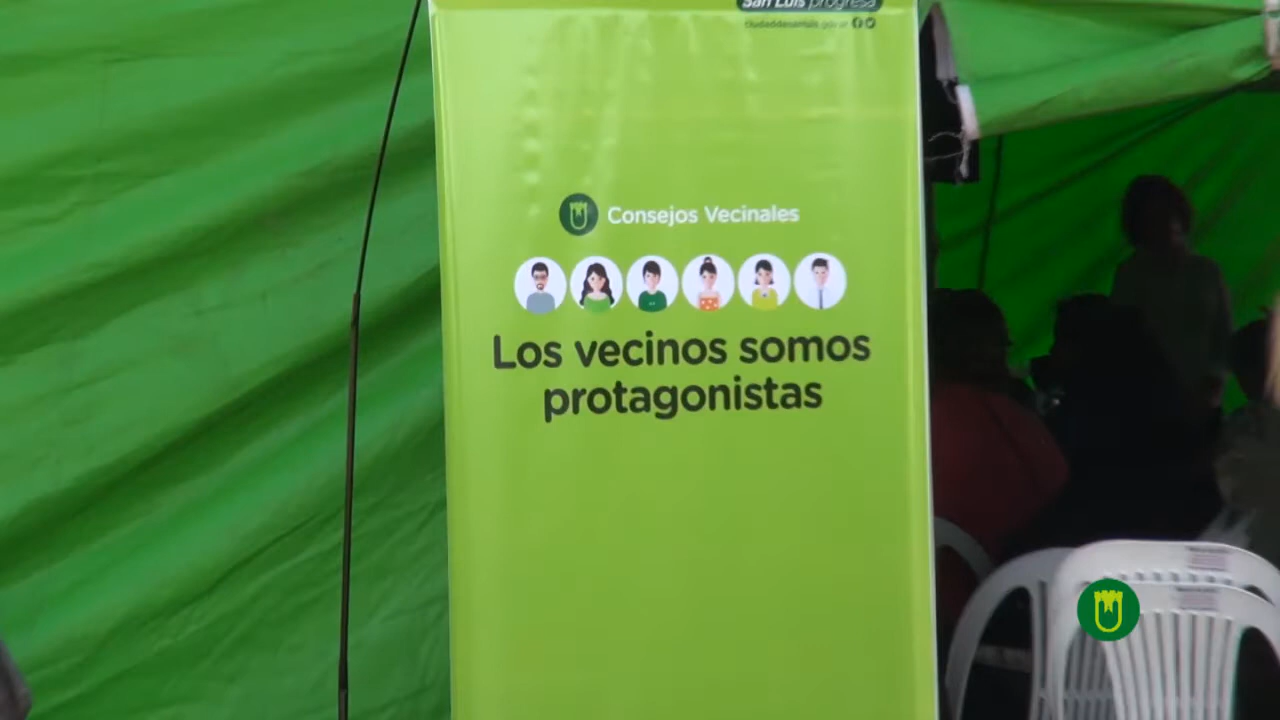 San Luis progresa
Consejos Vecinales
Los vecinos somos
protagonistas